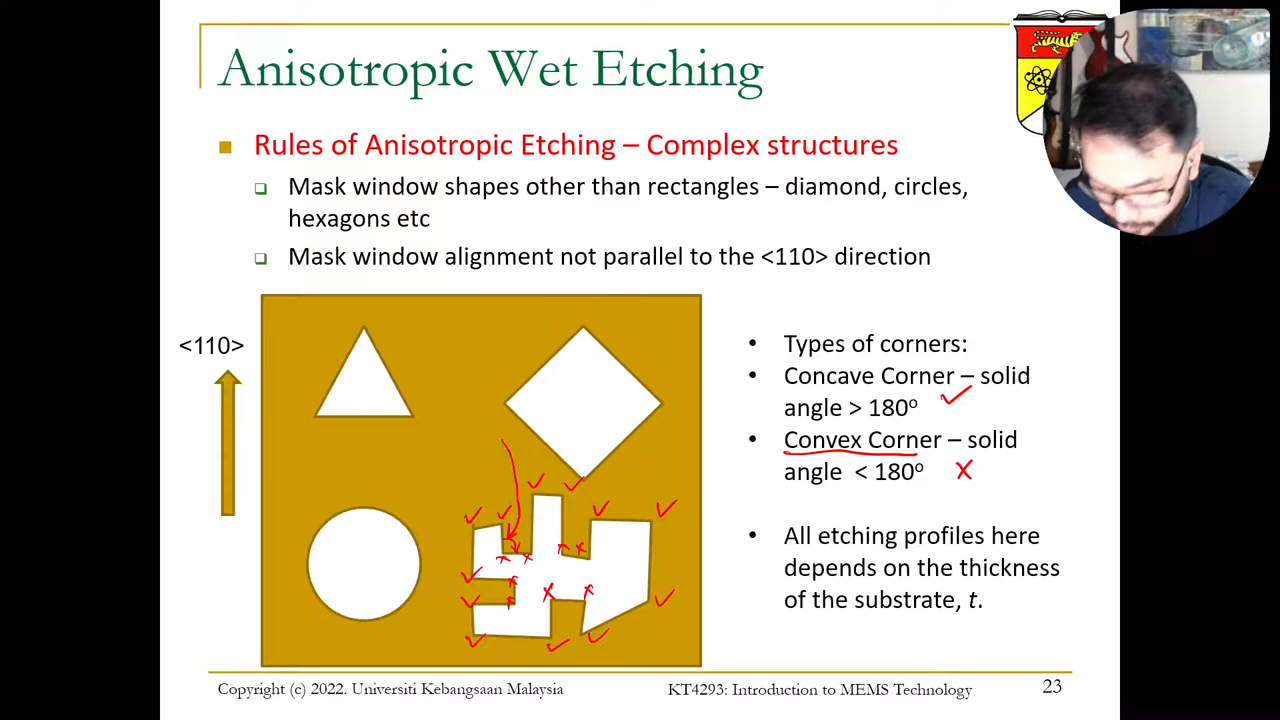 Anisotropic Wet Etching
Rules of Anisotropic Etching – Complex structures
Mask window shapes other than rectangles – diamond, circles,
hexagons etc
Mask window alignment not parallel to the <110> direction
<110>
• Types of corners:
• Concave Corner – solid
angle > 180º
• Convex Corner – solid
angle < 180º
• All etching profiles here
depends on the thickness
of the substrate, t.
Copyright (c) 2022. Universiti Kebangsaan Malaysia
KT4293: Introduction to MEMS Technology
23